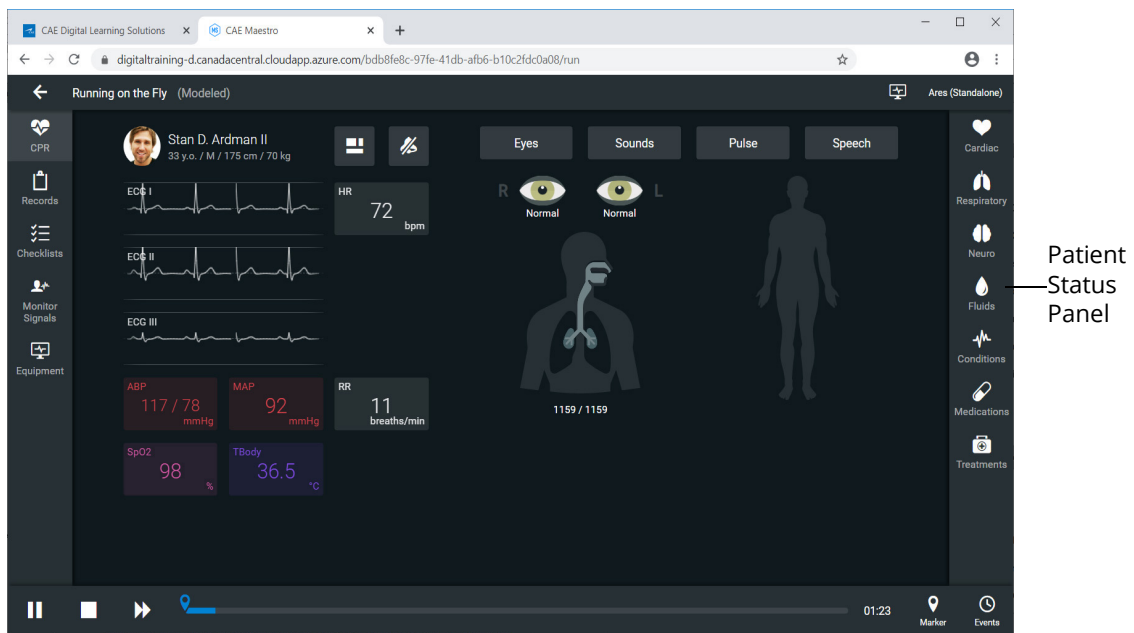 CAE Digital Learning Solutions
CAE Maestro
digitaltraining-d.canadacentral.cloudapp.azure.com/bdb8fe8c-97fe-41db-afb6-b10c2fdc0a08/run
Running on the Fly (Modeled)
Ares (Standalone)
CPR
Records
Checklists
Monitor
Signals
Equipment
Stan D. Ardman II
33 y.o. / M / 175 cm / 70 kg
ECG I
HR
72
bpm
ECG II
ECG III
ABP
117 / 78
mmHg
MAP
92
mmHg
RR
11
breaths/min
SpO2
98
%
TBody
36.5
°C
Eyes
Sounds
Pulse
Speech
R
L
Normal
Normal
1159 / 1159
Cardiac
Respiratory
Neuro
Fluids
Conditions
Medications
Treatments
Patient
Status
Panel
01:23
Marker
Events